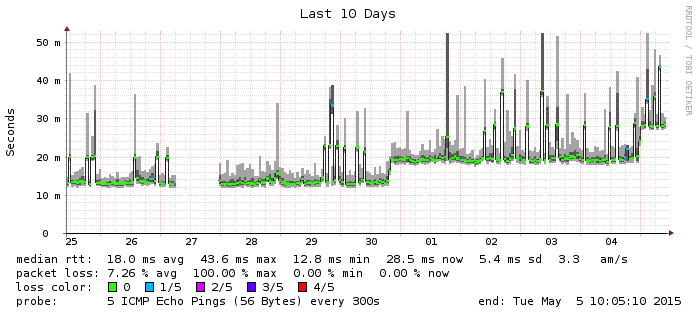 Last 10 Days
RRDTOOL / TOBI OETIKER
Seconds
50 m
40 m
30 m
20 m
10 m
0
25 26 27 28 29 30 01 02 03 04
median rtt: 18.0 ms avg 43.6 ms max 12.8 ms min 28.5 ms now 5.4 ms sd 3.3 am/s
packet loss: 7.26 % avg 100.00 % max 0.00 % min 0.00 % now
loss color: 0 1/5 2/5 3/5 4/5
probe: 5 ICMP Echo Pings (56 Bytes) every 300s end: Tue May 5 10:05:10 2015